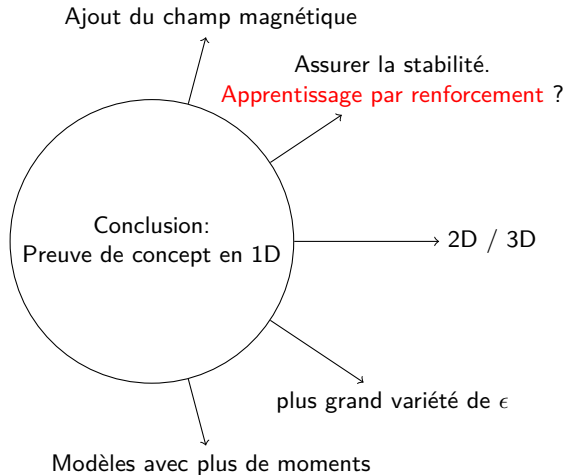 Ajout du champ magnétique
Assurer la stabilité.
Apprentissage par renforcement ?
Conclusion:
Preuve de concept en 1D
2D / 3D
plus grand variété de ϵ
Modèles avec plus de moments